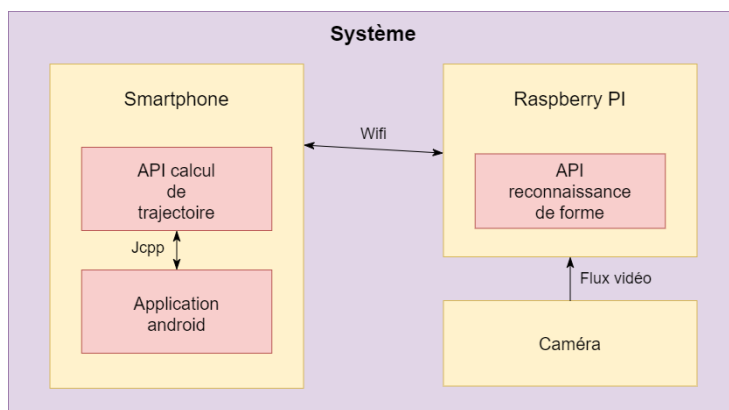 Système
Smartphone
API calcul
de
trajectoire
Jcpp
Application
android
Wifi
Raspberry PI
API
reconnaissance
de forme
Flux vidéo
Caméra